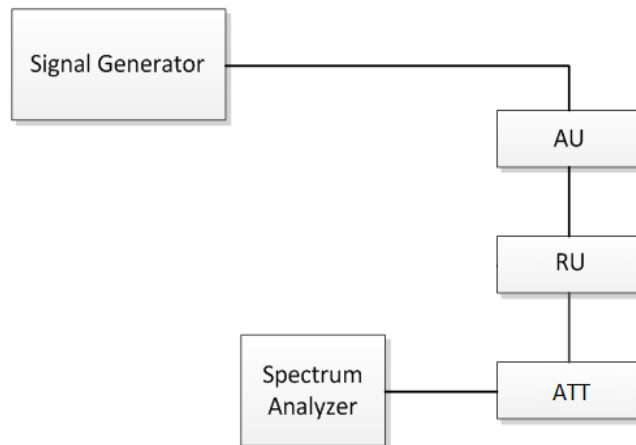 Signal Generator
AU
RU
ATT
Spectrum
Analyzer